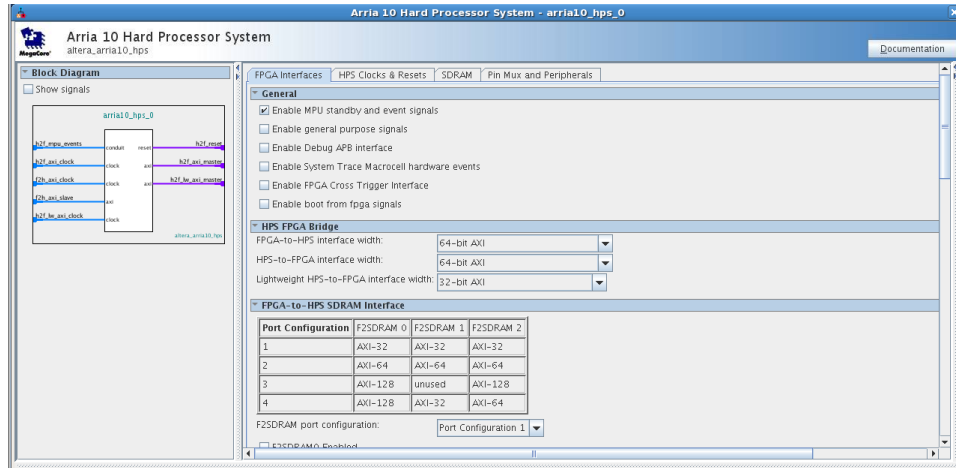 Arria 10 Hard Processor System - arria10_hps_0
Arria 10 Hard Processor System
altera_arria10_hps
MegaCore'
Documentation
Block Diagram
Show signals
arria10_hps_0
h2f_mpu_events
conduit
reset
h2f_reset
h2f_axi_clock
clock
axi
h2f_axi_master
f2h_axi_clock
clock
axi
h2f_lw_axi_master
f2h_axi_slave
axi
h2f_lw_axi_clock
clock
altera_arria10_hps
FPGA Interfaces HPS Clocks & Resets SDRAM Pin Mux and Peripherals
General
Enable MPU standby and event signals
Enable general purpose signals
Enable Debug APB interface
Enable System Trace Macrocell hardware events
Enable FPGA Cross Trigger Interface
Enable boot from fpga signals
HPS FPGA Bridge
FPGA-to-HPS interface width: 64-bit AXI
HPS-to-FPGA interface width: 64-bit AXI
Lightweight HPS-to-FPGA interface width: 32-bit AXI
FPGA-to-HPS SDRAM Interface
Port Configuration F2SDRAM 0 F2SDRAM 1 F2SDRAM 2
1 AXI-32 AXI-32 AXI-32
2 AXI-64 AXI-64 AXI-64
3 AXI-128 unused AXI-128
4 AXI-128 AXI-32 AXI-64
F2SDRAM port configuration: Port Configuration 1
F2SDRAM0 Enabled